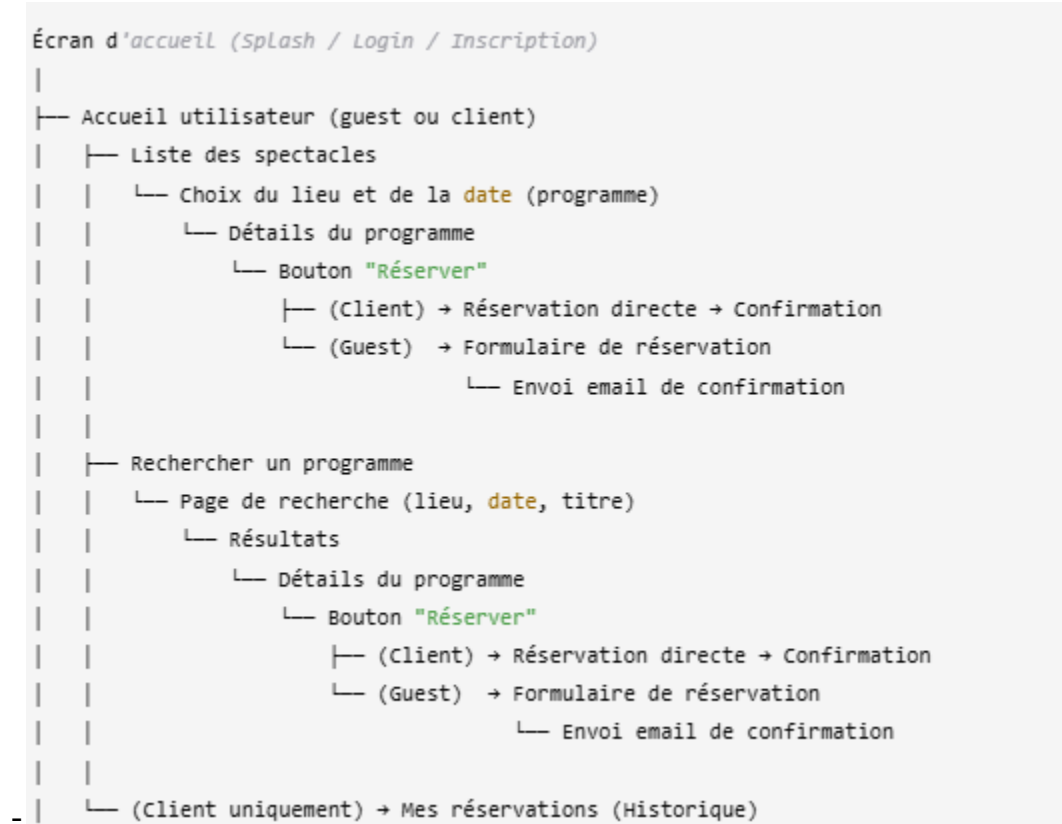 Écran d'accueil (Splash / Login / Inscription)
│
├── Accueil utilisateur (guest ou client)
│   ├── Liste des spectacles
│   │   └── Choix du lieu et de la date (programme)
│   │       └── Détails du programme
│   │           └── Bouton "Réserver"
│   │               ├── (Client) → Réservation directe → Confirmation
│   │               └── (Guest)  → Formulaire de réservation
│   │                              └── Envoi email de confirmation
│   │
│   ├── Rechercher un programme
│   │   └── Page de recherche (lieu, date, titre)
│   │       └── Résultats
│   │           └── Détails du programme
│   │               └── Bouton "Réserver"
│   │                   ├── (Client) → Réservation directe → Confirmation
│   │                   └── (Guest)  → Formulaire de réservation
│   │                                  └── Envoi email de confirmation
│   │
- │   └── (Client uniquement) → Mes réservations (Historique)